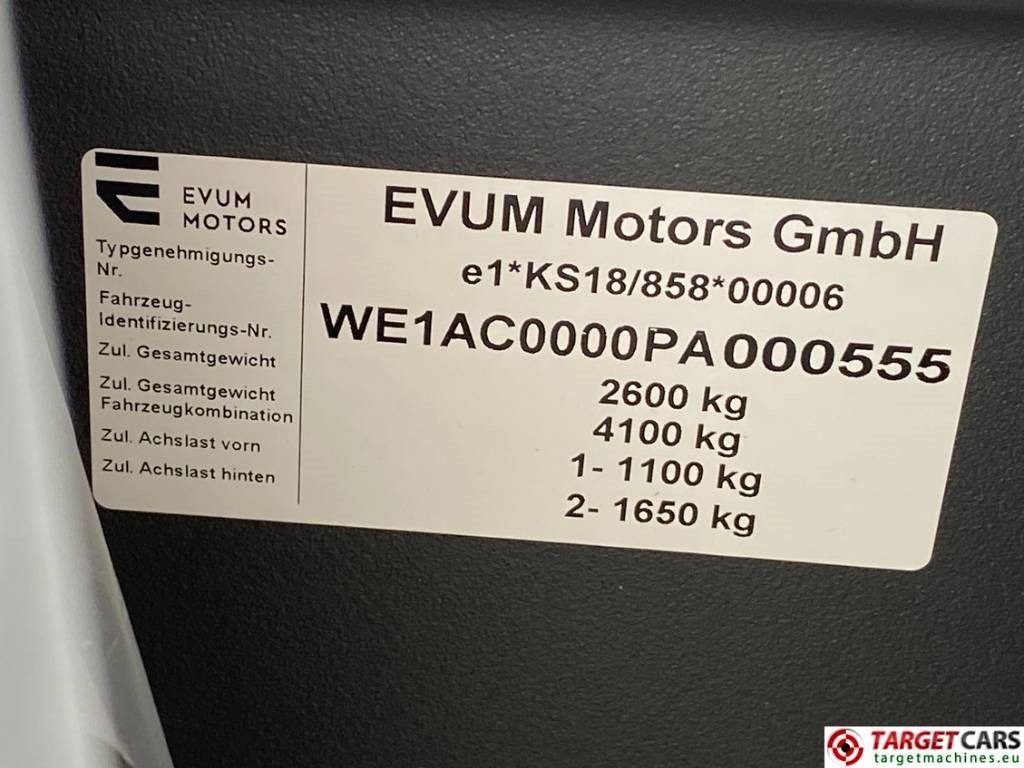 EVUM
MOTORS
Typgenehmigungs-
Nr.
Fahrzeug-
Identifizierungs-Nr.
Zul. Gesamtgewicht
Zul. Gesamtgewicht
Fahrzeugkombination
Zul. Achslast vorn
Zul. Achslast hinten
EVUM Motors GmbH
e1*KS18/858*00006
WE1AC0000PA000555
2600 kg
4100 kg
1- 1100 kg
2- 1650 kg
TARGETCARS
targetmachines.eu